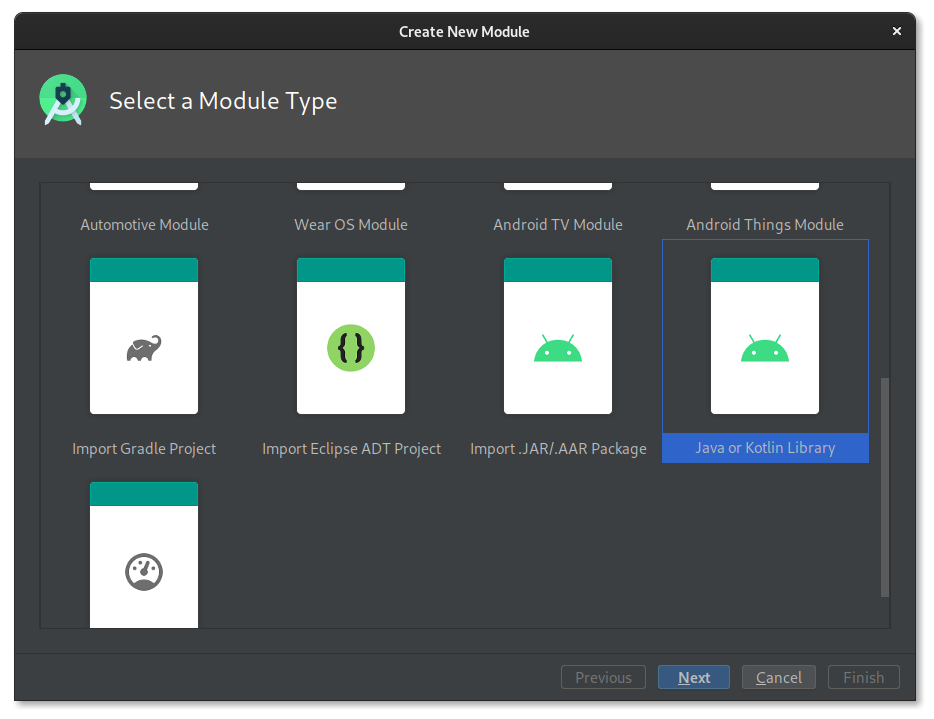 Create New Module
Select a Module Type
Automotive Module
Wear OS Module
Android TV Module
Android Things Module
Import Gradle Project
Import Eclipse ADT Project
Import .JAR/.AAR Package
Java or Kotlin Library
Previous
Next
Cancel
Finish